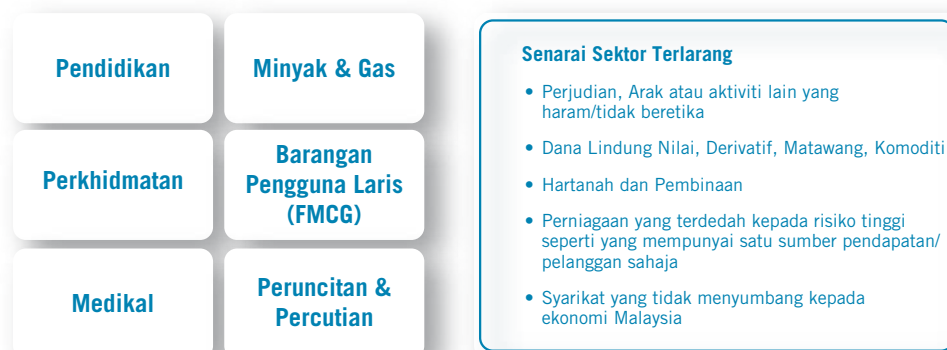 Pendidikan
Minyak & Gas
Perkhidmatan
Barangan
Pengguna Laris
(FMCG)
Medikal
Peruncitan &
Percutian
Senarai Sektor Terlarang
• Perjudian, Arak atau aktiviti lain yang
haram/tidak beretika
• Dana Lindung Nilai, Derivatif, Matawang, Komoditi
• Hartanah dan Pembinaan
• Perniagaan yang terdedah kepada risiko tinggi
seperti yang mempunyai satu sumber pendapatan/
pelanggan sahaja
• Syarikat yang tidak menyumbang kepada
ekonomi Malaysia